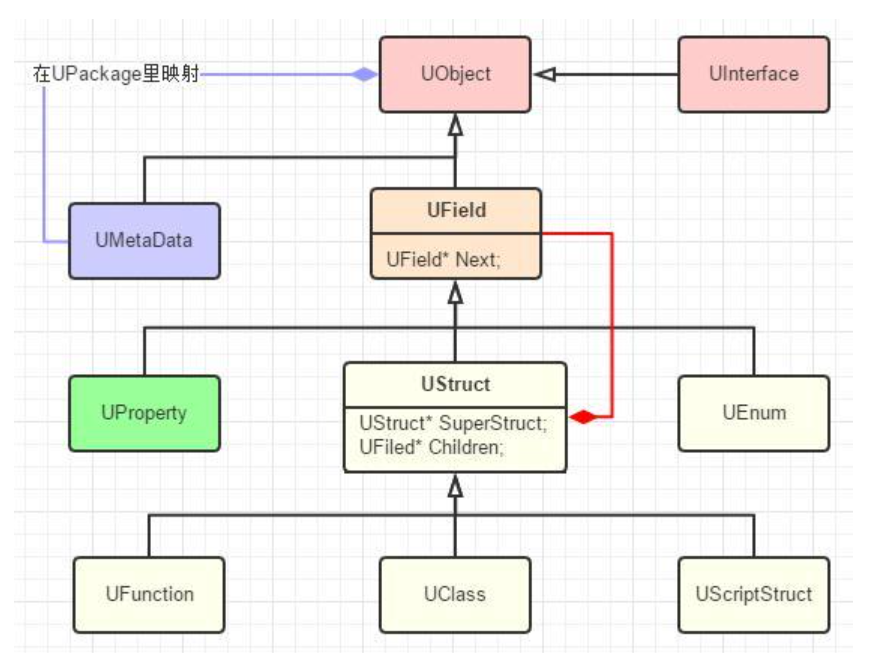 UObject
UInterface
在UPackage里映射
UMetaData
UField
UField* Next;
UProperty
UStruct
UStruct* SuperStruct;
UFiled* Children;
UEnum
UFunction
UClass
UScriptStruct